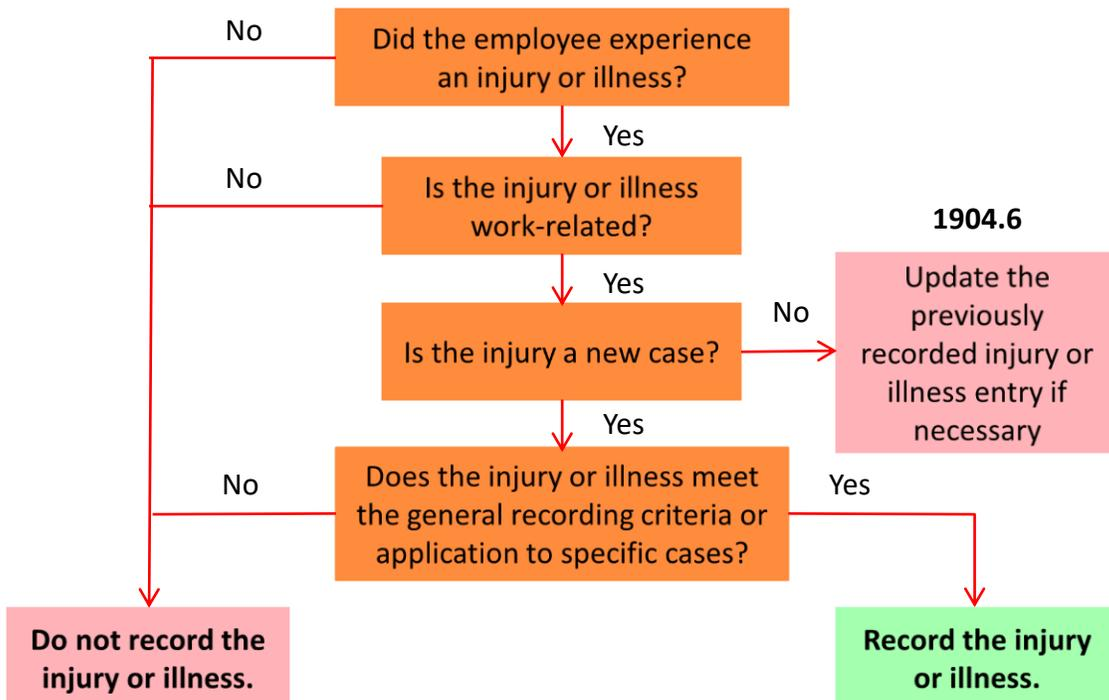 No
Did the employee experience
an injury or illness?
Yes
No
Is the injury or illness
work-related?
1904.6
Yes
Update the
previously
recorded injury or
illness entry if
necessary
No
Is the injury a new case?
Yes
No
Does the injury or illness meet
the general recording criteria or
application to specific cases?
Yes
Do not record the
injury or illness.
Record the injury
or illness.